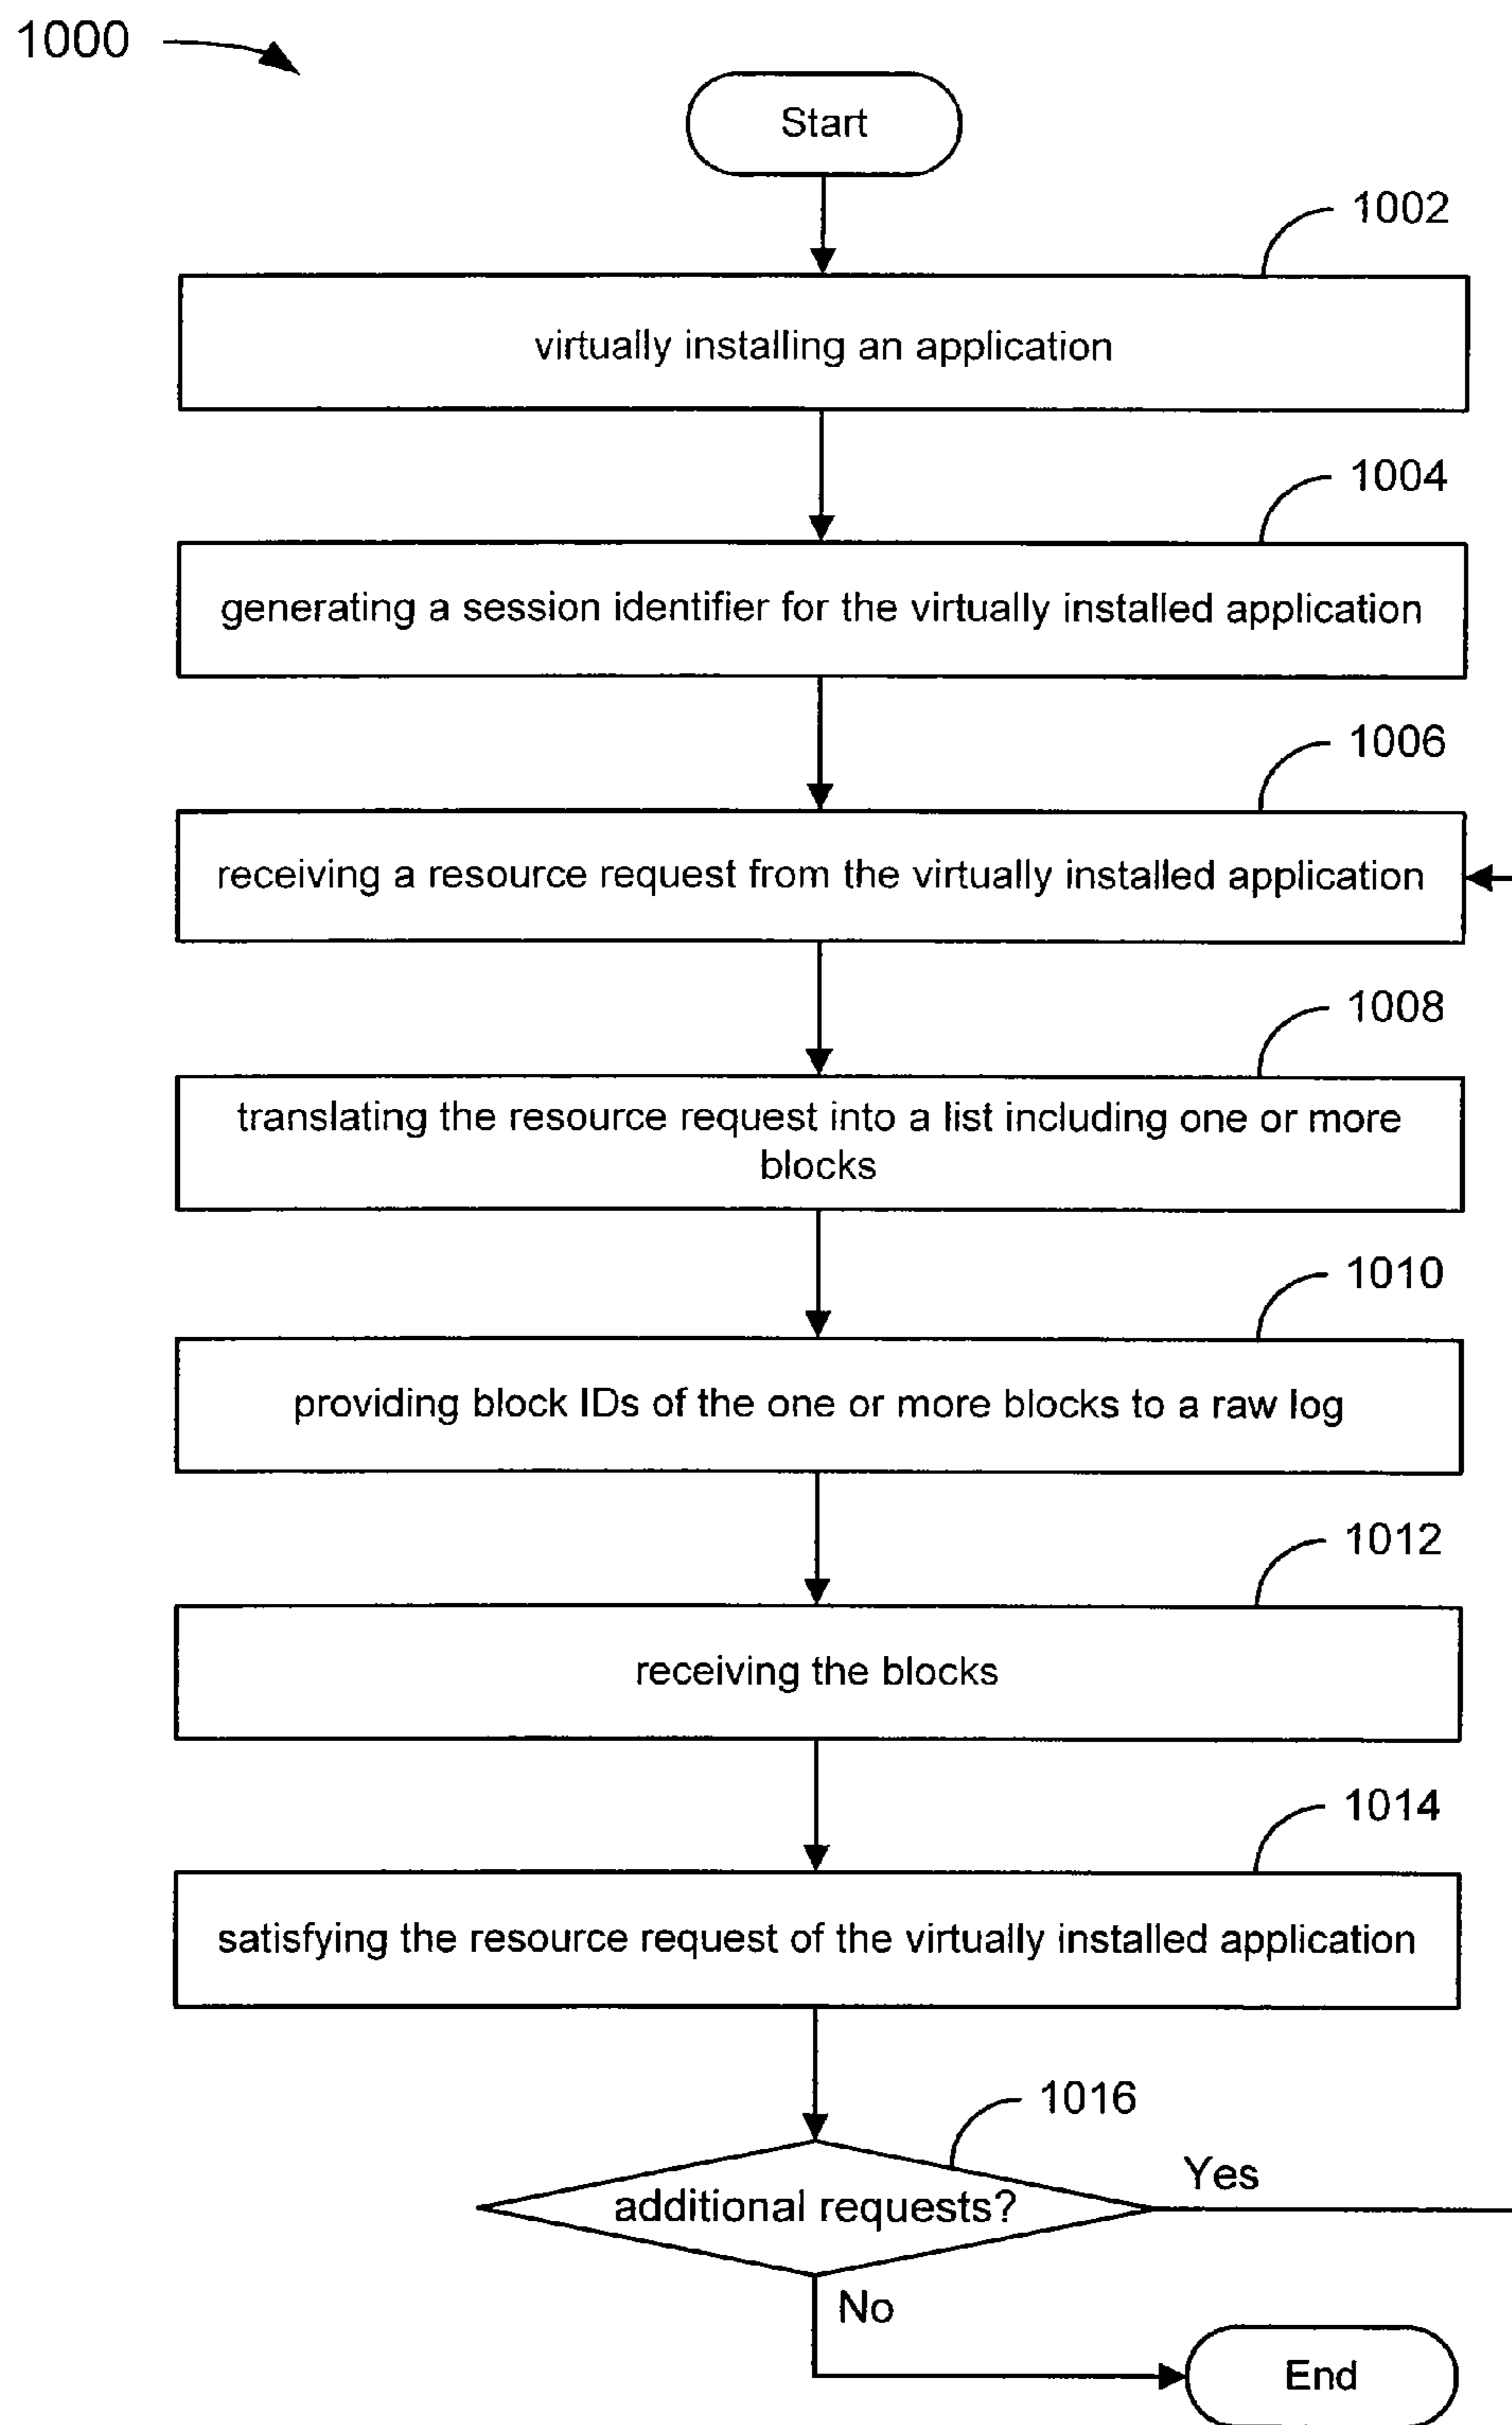 1000
Start
1002
virtually installing an application
1004
generating a session identifier for the virtually installed application
1006
receiving a resource request from the virtually installed application
1008
translating the resource request into a list including one or more
blocks
1010
providing block IDs of the one or more blocks to a raw log
1012
receiving the blocks
1014
satisfying the resource request of the virtually installed application
1016
additional requests?
Yes
No
End